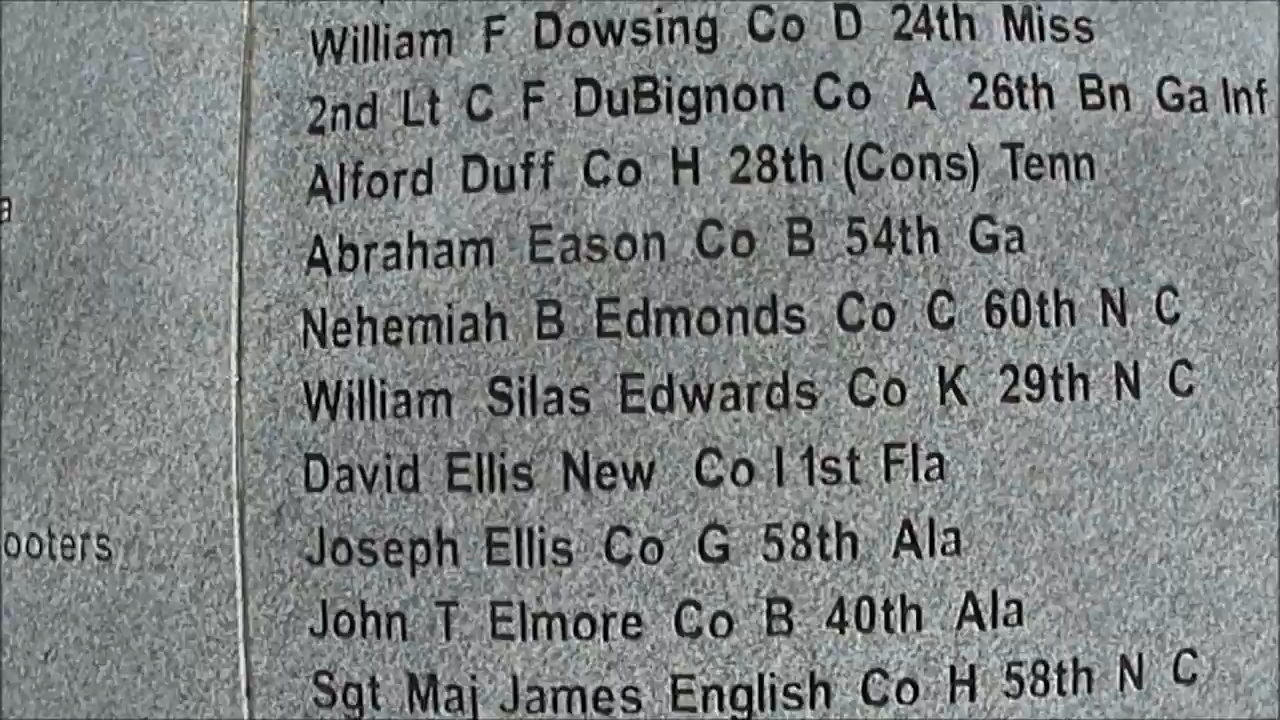 William F Dowsing Co D 24th Miss
2nd Lt C F DuBignon Co A 26th Bn Ga Inf
Alford Duff Co H 28th (Cons) Tenn
a
Abraham Eason Co B 54th Ga
Nehemiah B Edmonds Co C 60th N C
William Silas Edwards Co K 29th N C
David Ellis New Co I 1st Fla
ooters
Joseph Ellis Co G 58th Ala
John T Elmore Co B 40th Ala
Sgt Maj James English Co H 58th N C